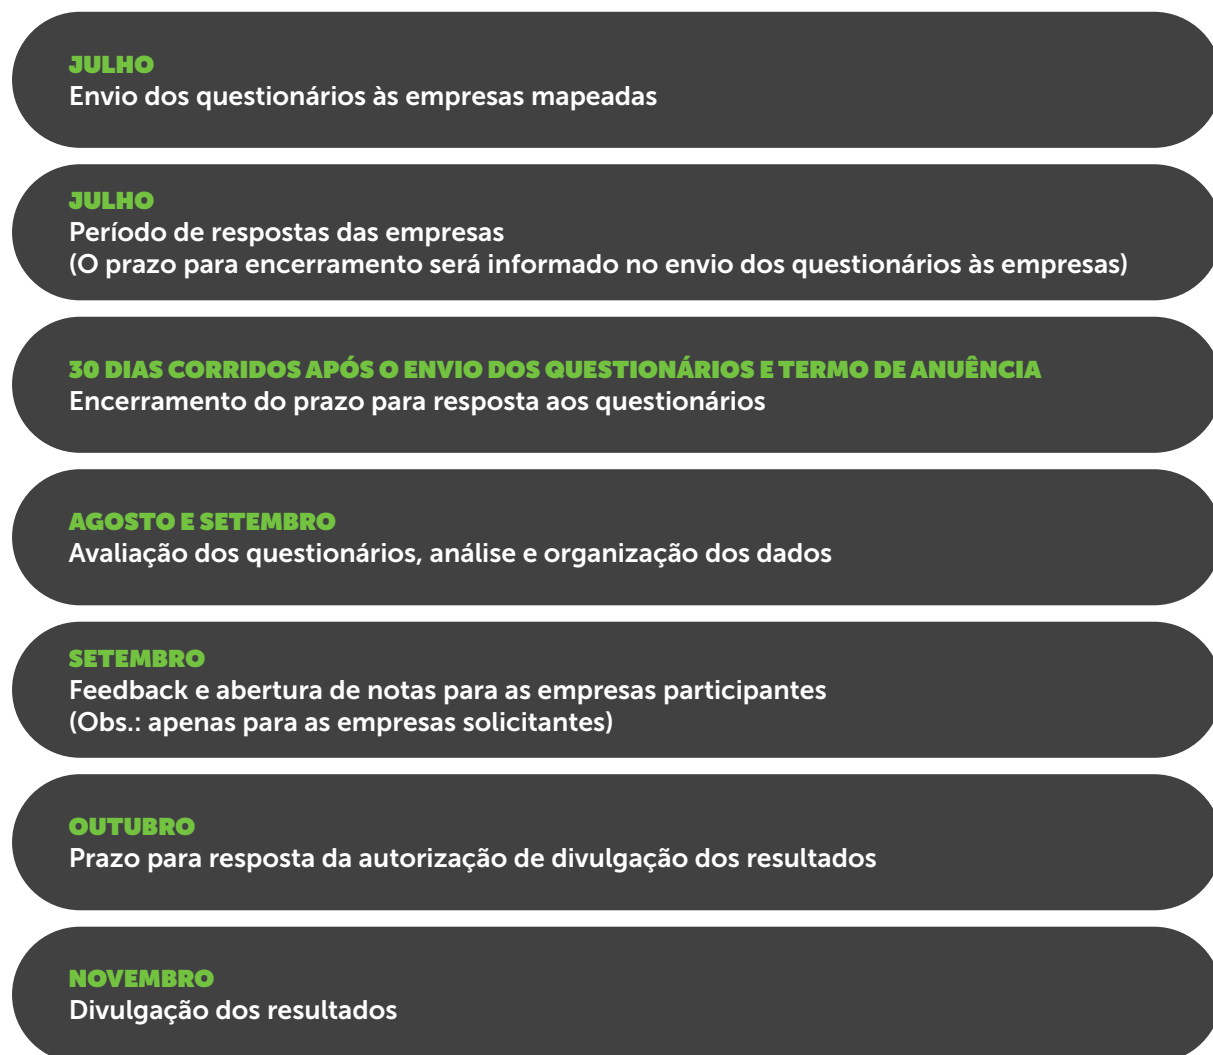 JULHO
Envio dos questionários às empresas mapeadas
JULHO
Período de respostas das empresas
(O prazo para encerramento será informado no envio dos questionários às empresas)
30 DIAS CORRIDOS APÓS O ENVIO DOS QUESTIONÁRIOS E TERMO DE ANUÊNCIA
Encerramento do prazo para resposta aos questionários
AGOSTO E SETEMBRO
Avaliação dos questionários, análise e organização dos dados
SETEMBRO
Feedback e abertura de notas para as empresas participantes
(Obs.: apenas para as empresas solicitantes)
OUTUBRO
Prazo para resposta da autorização de divulgação dos resultados
NOVEMBRO
Divulgação dos resultados